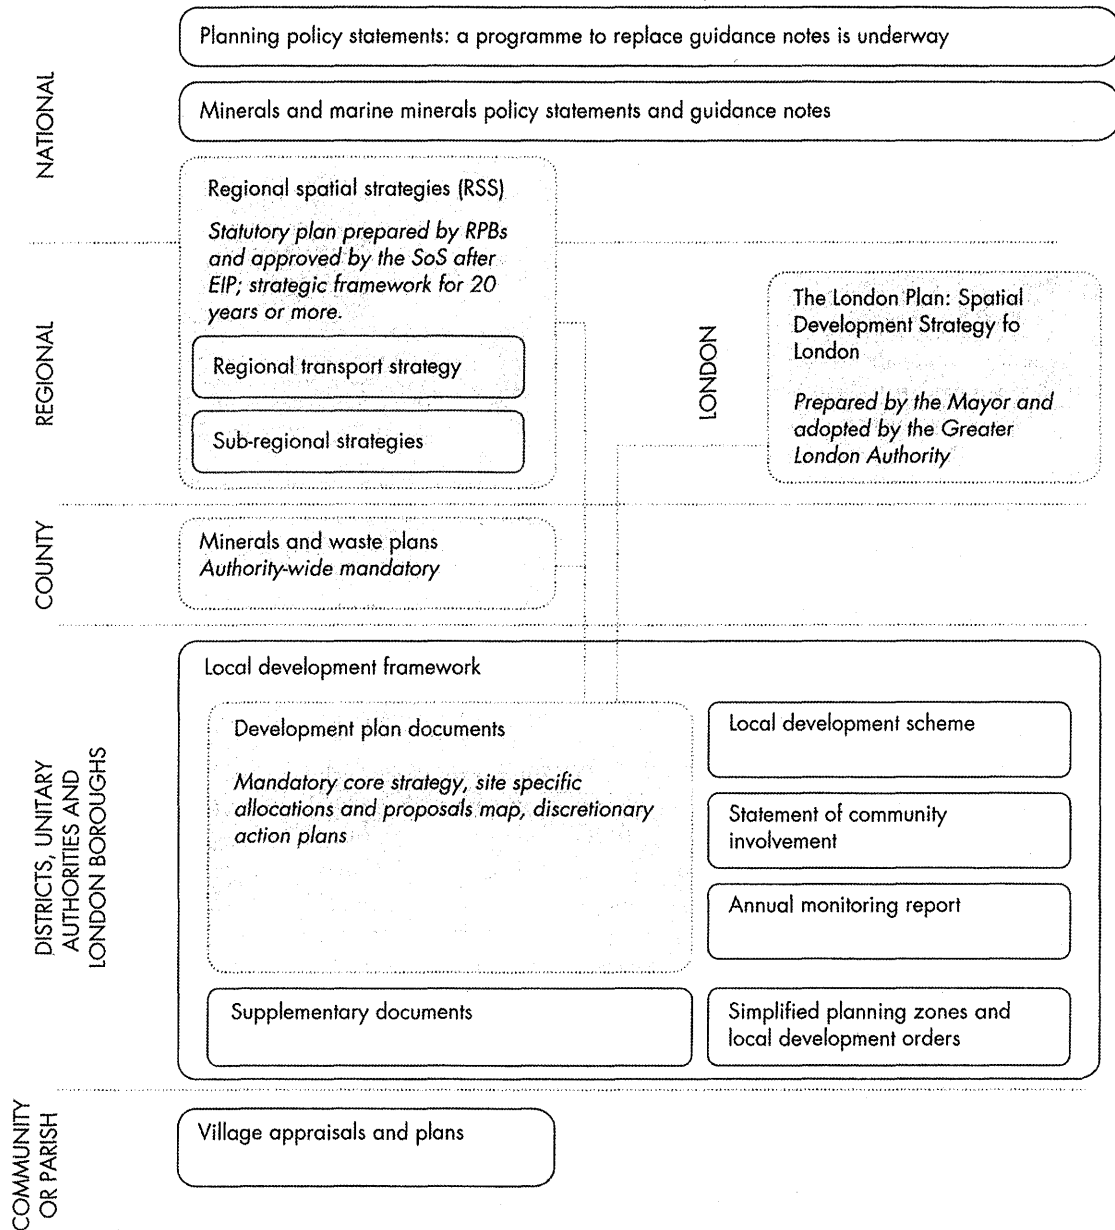 NATIONAL
Planning policy statements: a programme to replace guidance notes is underway
Minerals and marine minerals policy statements and guidance notes
Regional spatial strategies (RSS)
Statutory plan prepared by RPBs
and approved by the SoS after
EIP; strategic framework for 20
years or more.
REGIONAL
Regional transport strategy
Sub-regional strategies
LONDON
The London Plan: Spatial
Development Strategy fo
London
Prepared by the Mayor and
adopted by the Greater
London Authority
COUNTY
Minerals and waste plans
Authority-wide mandatory
DISTRICTS, UNITARY
AUTHORITIES AND
LONDON BOROUGHS
Local development framework
Development plan documents
Mandatory core strategy, site specific
allocations and proposals map, discretionary
action plans
Local development scheme
Statement of community
involvement
Annual monitoring report
Supplementary documents
Simplified planning zones and
local development orders
COMMUNITY
OR PARISH
Village appraisals and plans